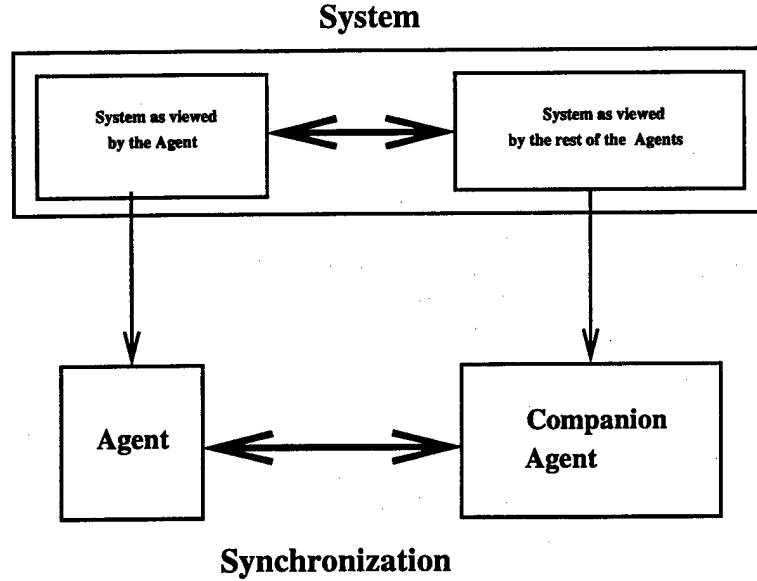 System
System as viewed
by the Agent
System as viewed
by the rest of the Agents
Agent
Companion
Agent
Synchronization